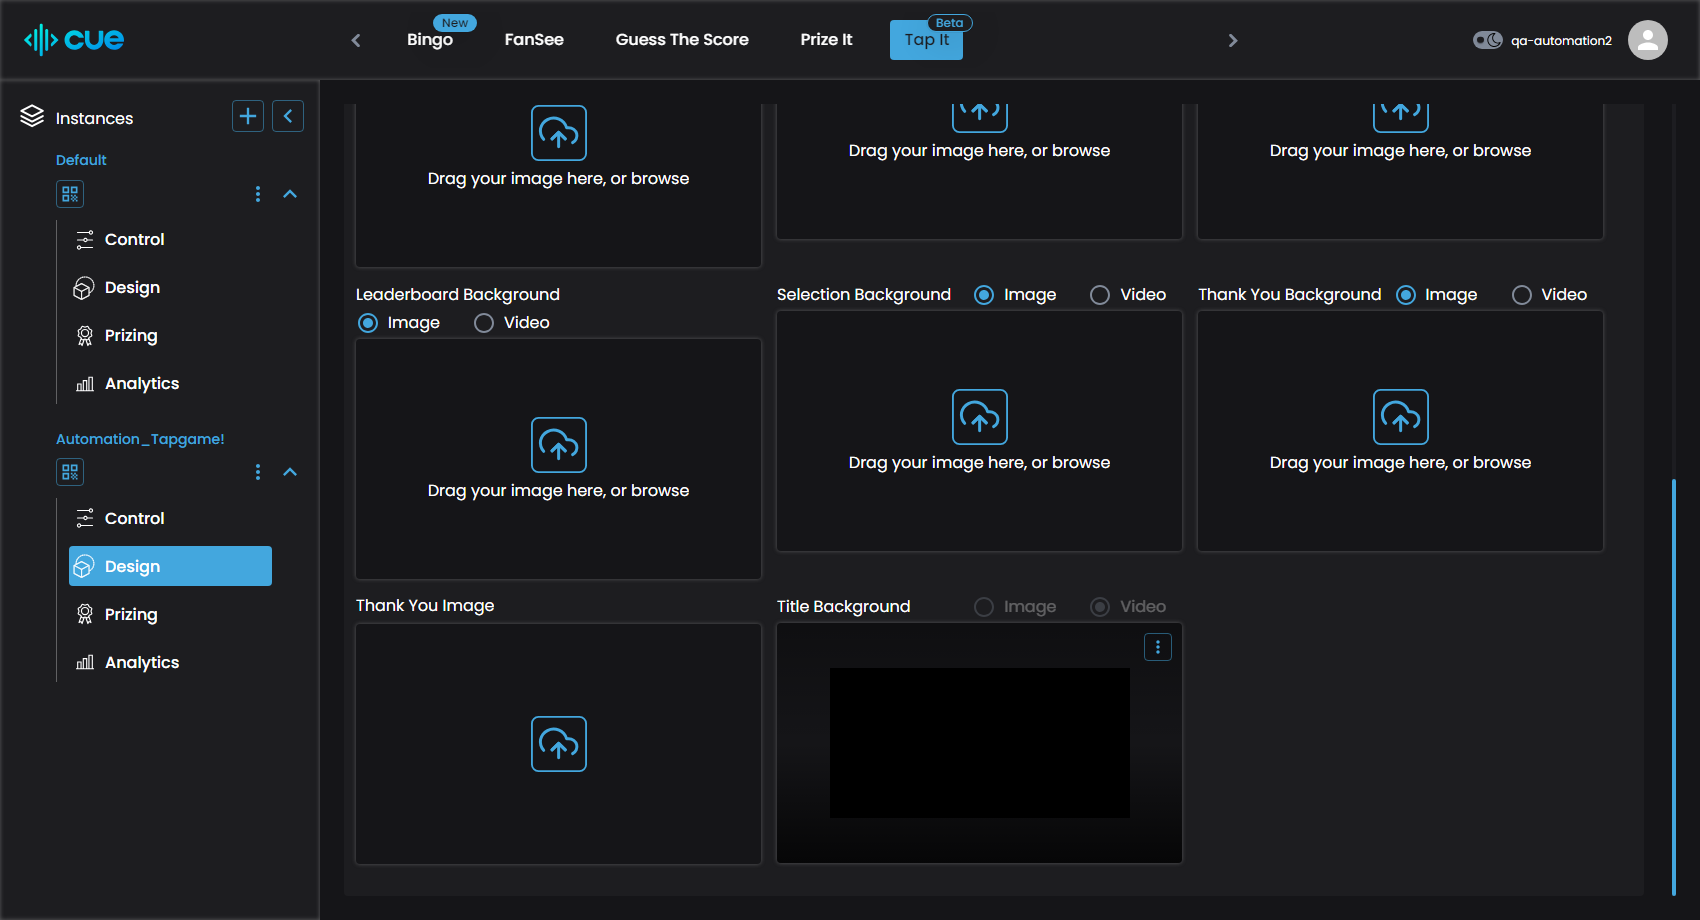 cue
Bingo
New
FanSee
Guess The Score
Prize It
Tap It
Beta
qa-automation2
Instances
Default
Control
Design
Prizing
Analytics
Automation_Tapgame!
Control
Design
Prizing
Analytics
Drag your image here, or browse
Drag your image here, or browse
Drag your image here, or browse
Leaderboard Background
Image Video
Drag your image here, or browse
Selection Background Image Video
Drag your image here, or browse
Thank You Background Image Video
Drag your image here, or browse
Thank You Image
Title Background Image Video